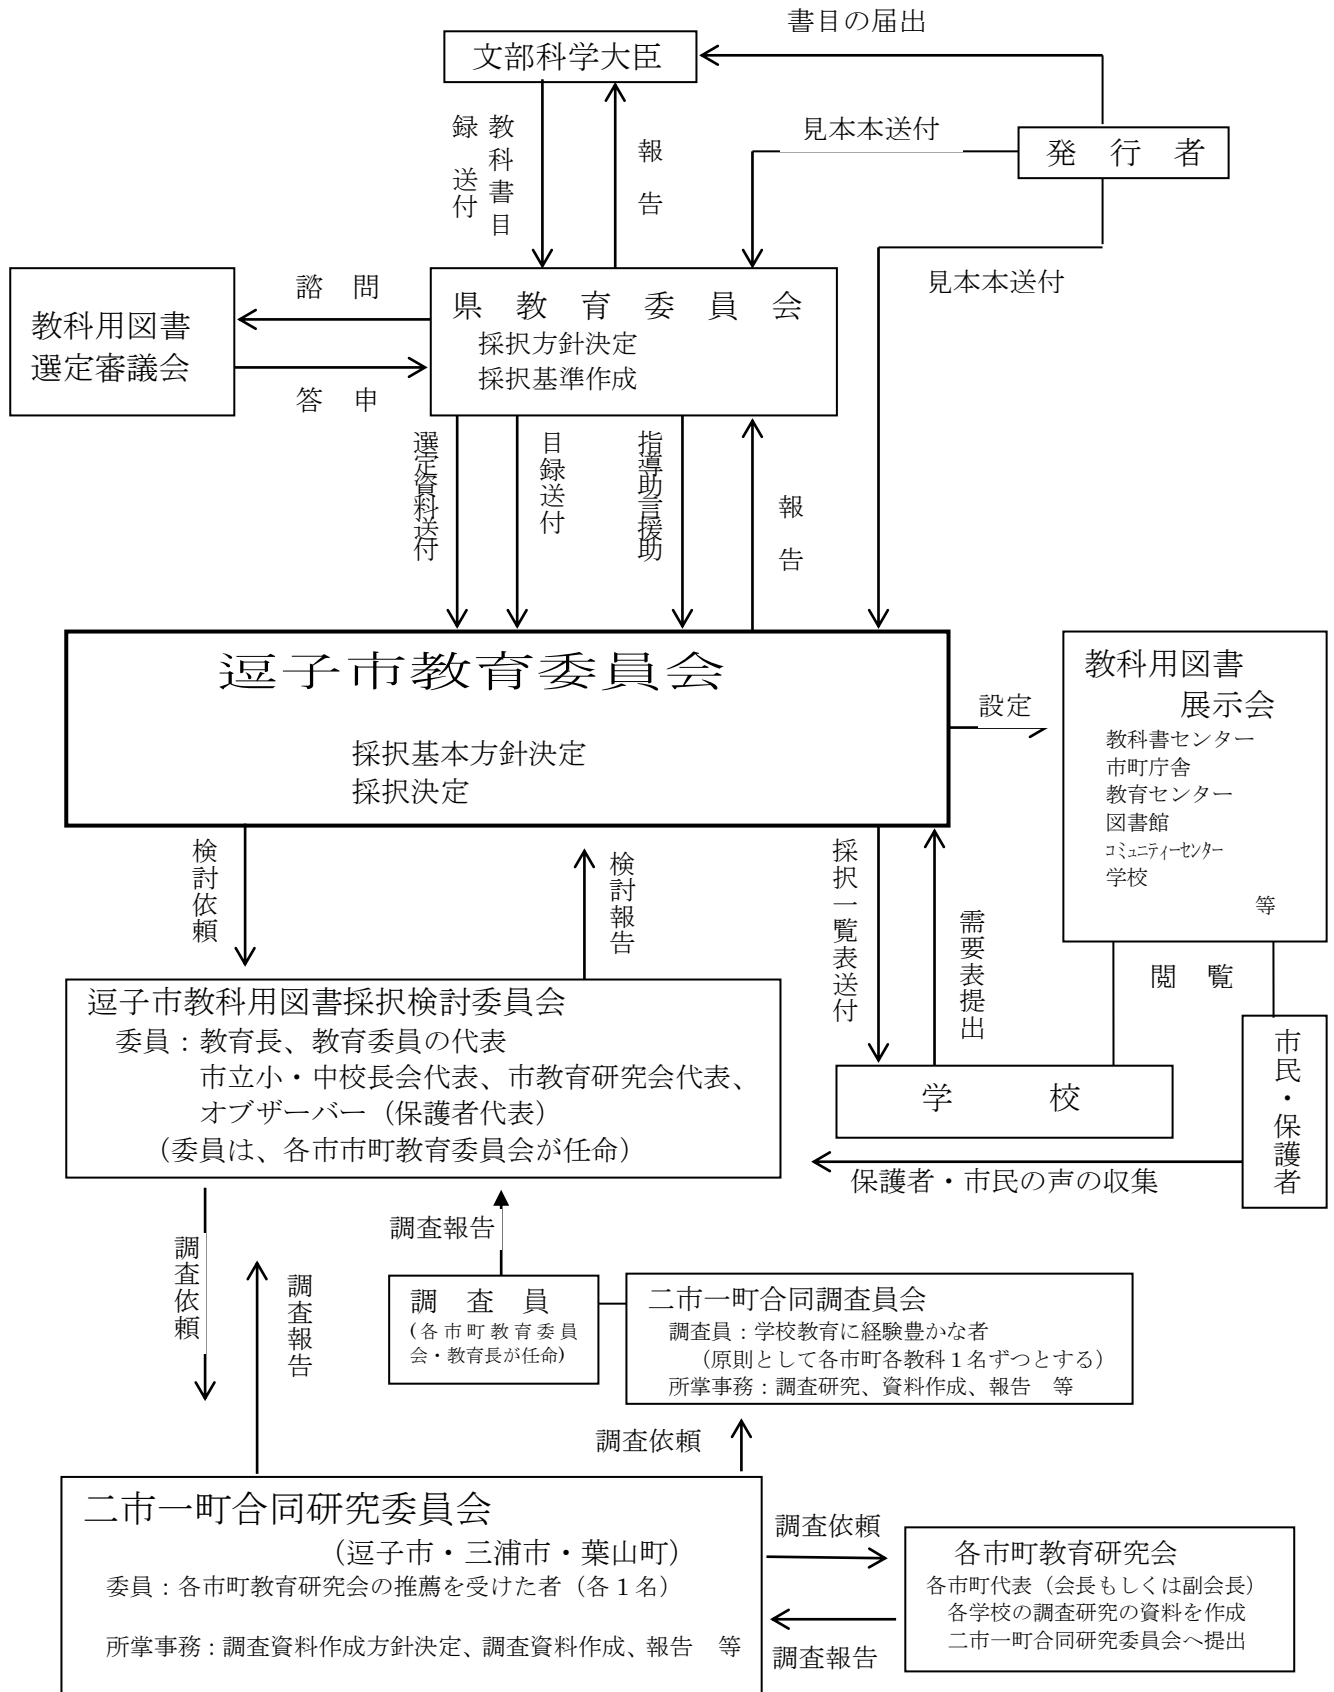 書目の届出
文部科学大臣
見本本送付
発　行　者
教科書目
録　送付
報　告
見本本送付
諮　問
県　教　育　委　員　会
採択方針決定
採択基準作成
教科用図書
選定審議会
答　申
選定資料送付
目録送付
指導助言援助
報　告
逗子市教育委員会
採択基本方針決定
採択決定
設定
教科用図書
展示会
教科書センター
市町庁舎
教育センター
図書館
コミュニティーセンター
学校
等
検討依頼
検討報告
採択一覧表送付
需要表提出
閲　覧
逗子市教科用図書採択検討委員会
委員：教育長、教育委員の代表
市立小・中校長会代表、市教育研究会代表、
オブザーバー（保護者代表）
（委員は、各市市町教育委員会が任命）
学　　　校
市民・保護者
保護者・市民の声の収集
調査依頼
調査報告
調査報告
調　査　員
(各市町教育委員
会・教育長が任命)
二市一町合同調査員会
調査員：学校教育に経験豊かな者
（原則として各市町各教科１名ずつとする）
所掌事務：調査研究、資料作成、報告　等
調査依頼
二市一町合同研究委員会
（逗子市・三浦市・葉山町）
委員：各市町教育研究会の推薦を受けた者（各１名）
所掌事務：調査資料作成方針決定、調査資料作成、報告　等
調査依頼
調査報告
各市町教育研究会
各市町代表（会長もしくは副会長）
各学校の調査研究の資料を作成
二市一町合同研究委員会へ提出